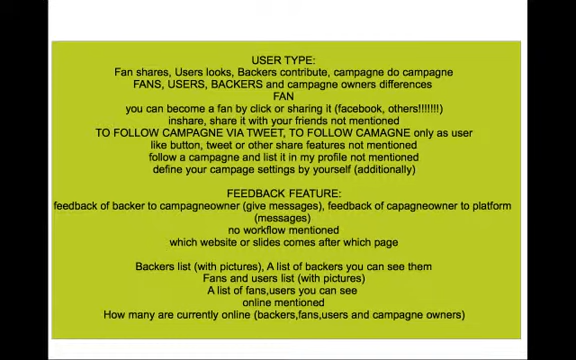 USER TYPE:
Fan shares, Users looks, Backers contribute, campagne do campagne
FANS, USERS, BACKERS and campagne owners differences
FAN
you can become a fan by click or sharing it (facebook, others!!!!!!!)
inshare, share it with your friends not mentioned
TO FOLLOW CAMPAGNE VIA TWEET, TO FOLLOW CAMAGNE only as user
like button, tweet or other share features not mentioned
follow a campagne and list it in my profile not mentioned
define your campage settings by yourself (additionally)
FEEDBACK FEATURE:
feedback of backer to campagneowner (give messages), feedback of capagneowner to platform
(messages)
no workflow mentioned
which website or slides comes after which page
Backers list (with pictures), A list of backers you can see them
Fans and users list (with pictures)
A list of fans,users you can see
online mentioned
How many are currently online (backers,fans,users and campagne owners)